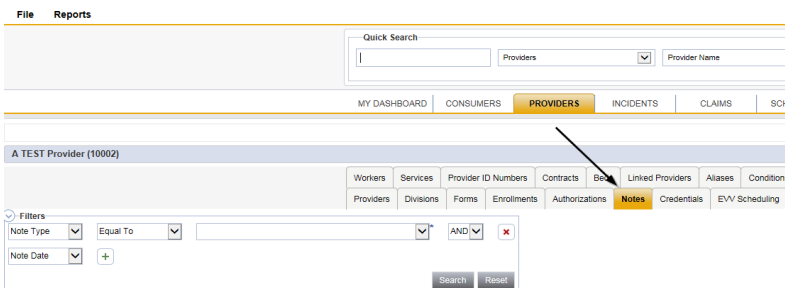 File Reports
Quick Search
Providers Provider Name
MY DASHBOARD CONSUMERS PROVIDERS INCIDENTS CLAIMS
A TEST Provider (10002)
Workers Services Provider ID Numbers Contracts Linked Providers Aliases
Providers Divisions Forms Enrollments Authorizations Notes Credentials EVV Scheduling
Filters
Note Type Equal To * AND
Note Date
Search Reset